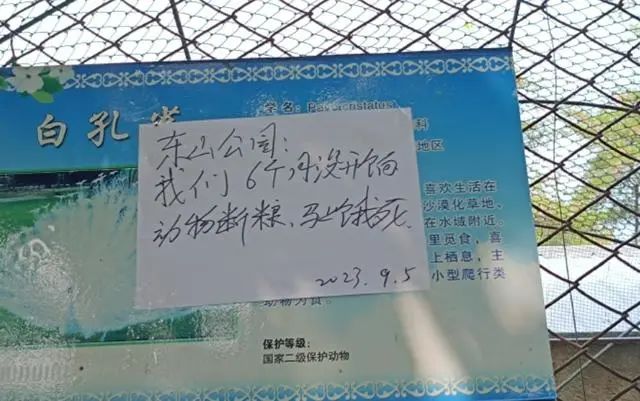 白孔雀
学名:
科
地区
喜欢生活在
沙漠化草地、
在水域附近。
里觅食,喜
上栖息,主
小型爬行类
动物为食。
保护等级:
国家二级保护动物
东山公园:
我们6个月没开饷
动物断粮、马上饿死.
2023.9.5